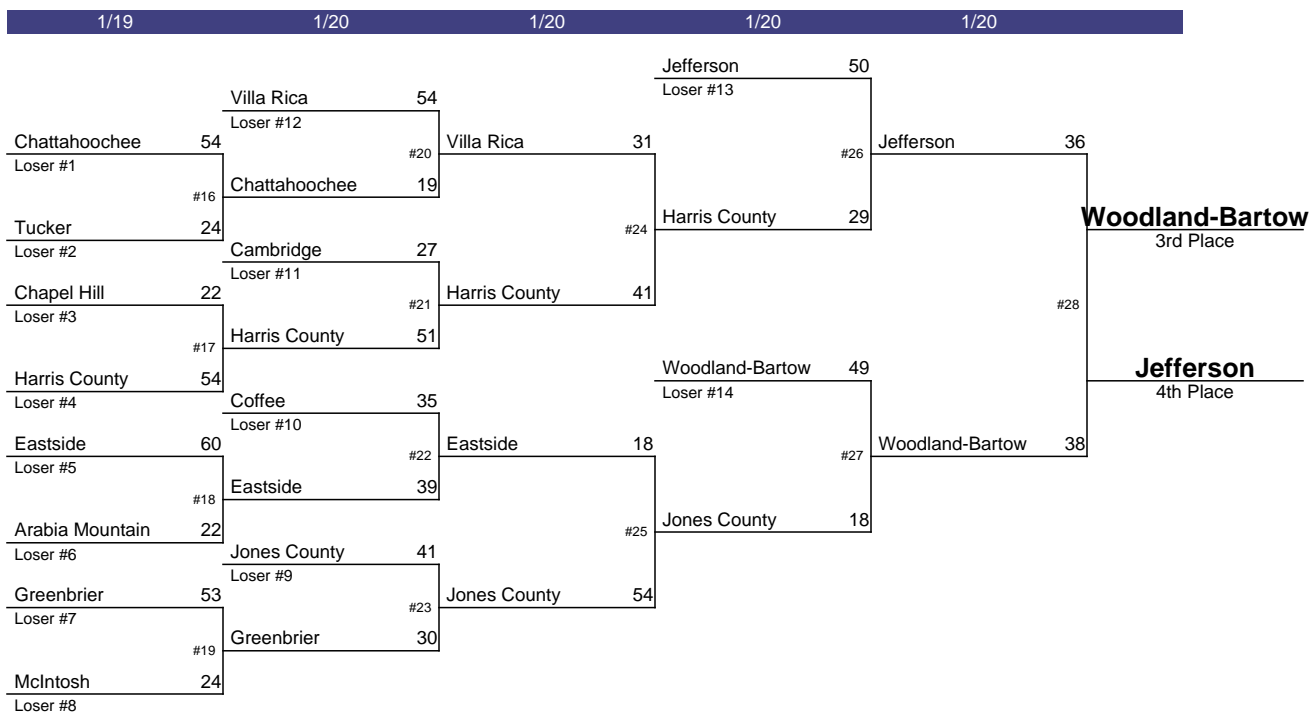 1/19 1/20 1/20 1/20 1/20
Jefferson 50
Loser #13
Villa Rica 54
Loser #12
Chattahoochee 54
Loser #1
#20
Villa Rica 31
#26
Jefferson 36
#16
Chattahoochee 19
Tucker 24
Loser #2
#24
Harris County 29
Woodland-Bartow
3rd Place
Cambridge 27
Loser #11
Chapel Hill 22
Loser #3
#21
Harris County 41
#28
#17
Harris County 51
Harris County 54
Loser #4
Woodland-Bartow 49
Loser #14
Jefferson
4th Place
Coffee 35
Loser #10
Eastside 60
Loser #5
#22
Eastside 18
#27
Woodland-Bartow 38
#18
Eastside 39
Arabia Mountain 22
Loser #6
#25
Jones County 18
Jones County 41
Loser #9
Greenbrier 53
Loser #7
#23
Jones County 54
#19
Greenbrier 30
McIntosh 24
Loser #8